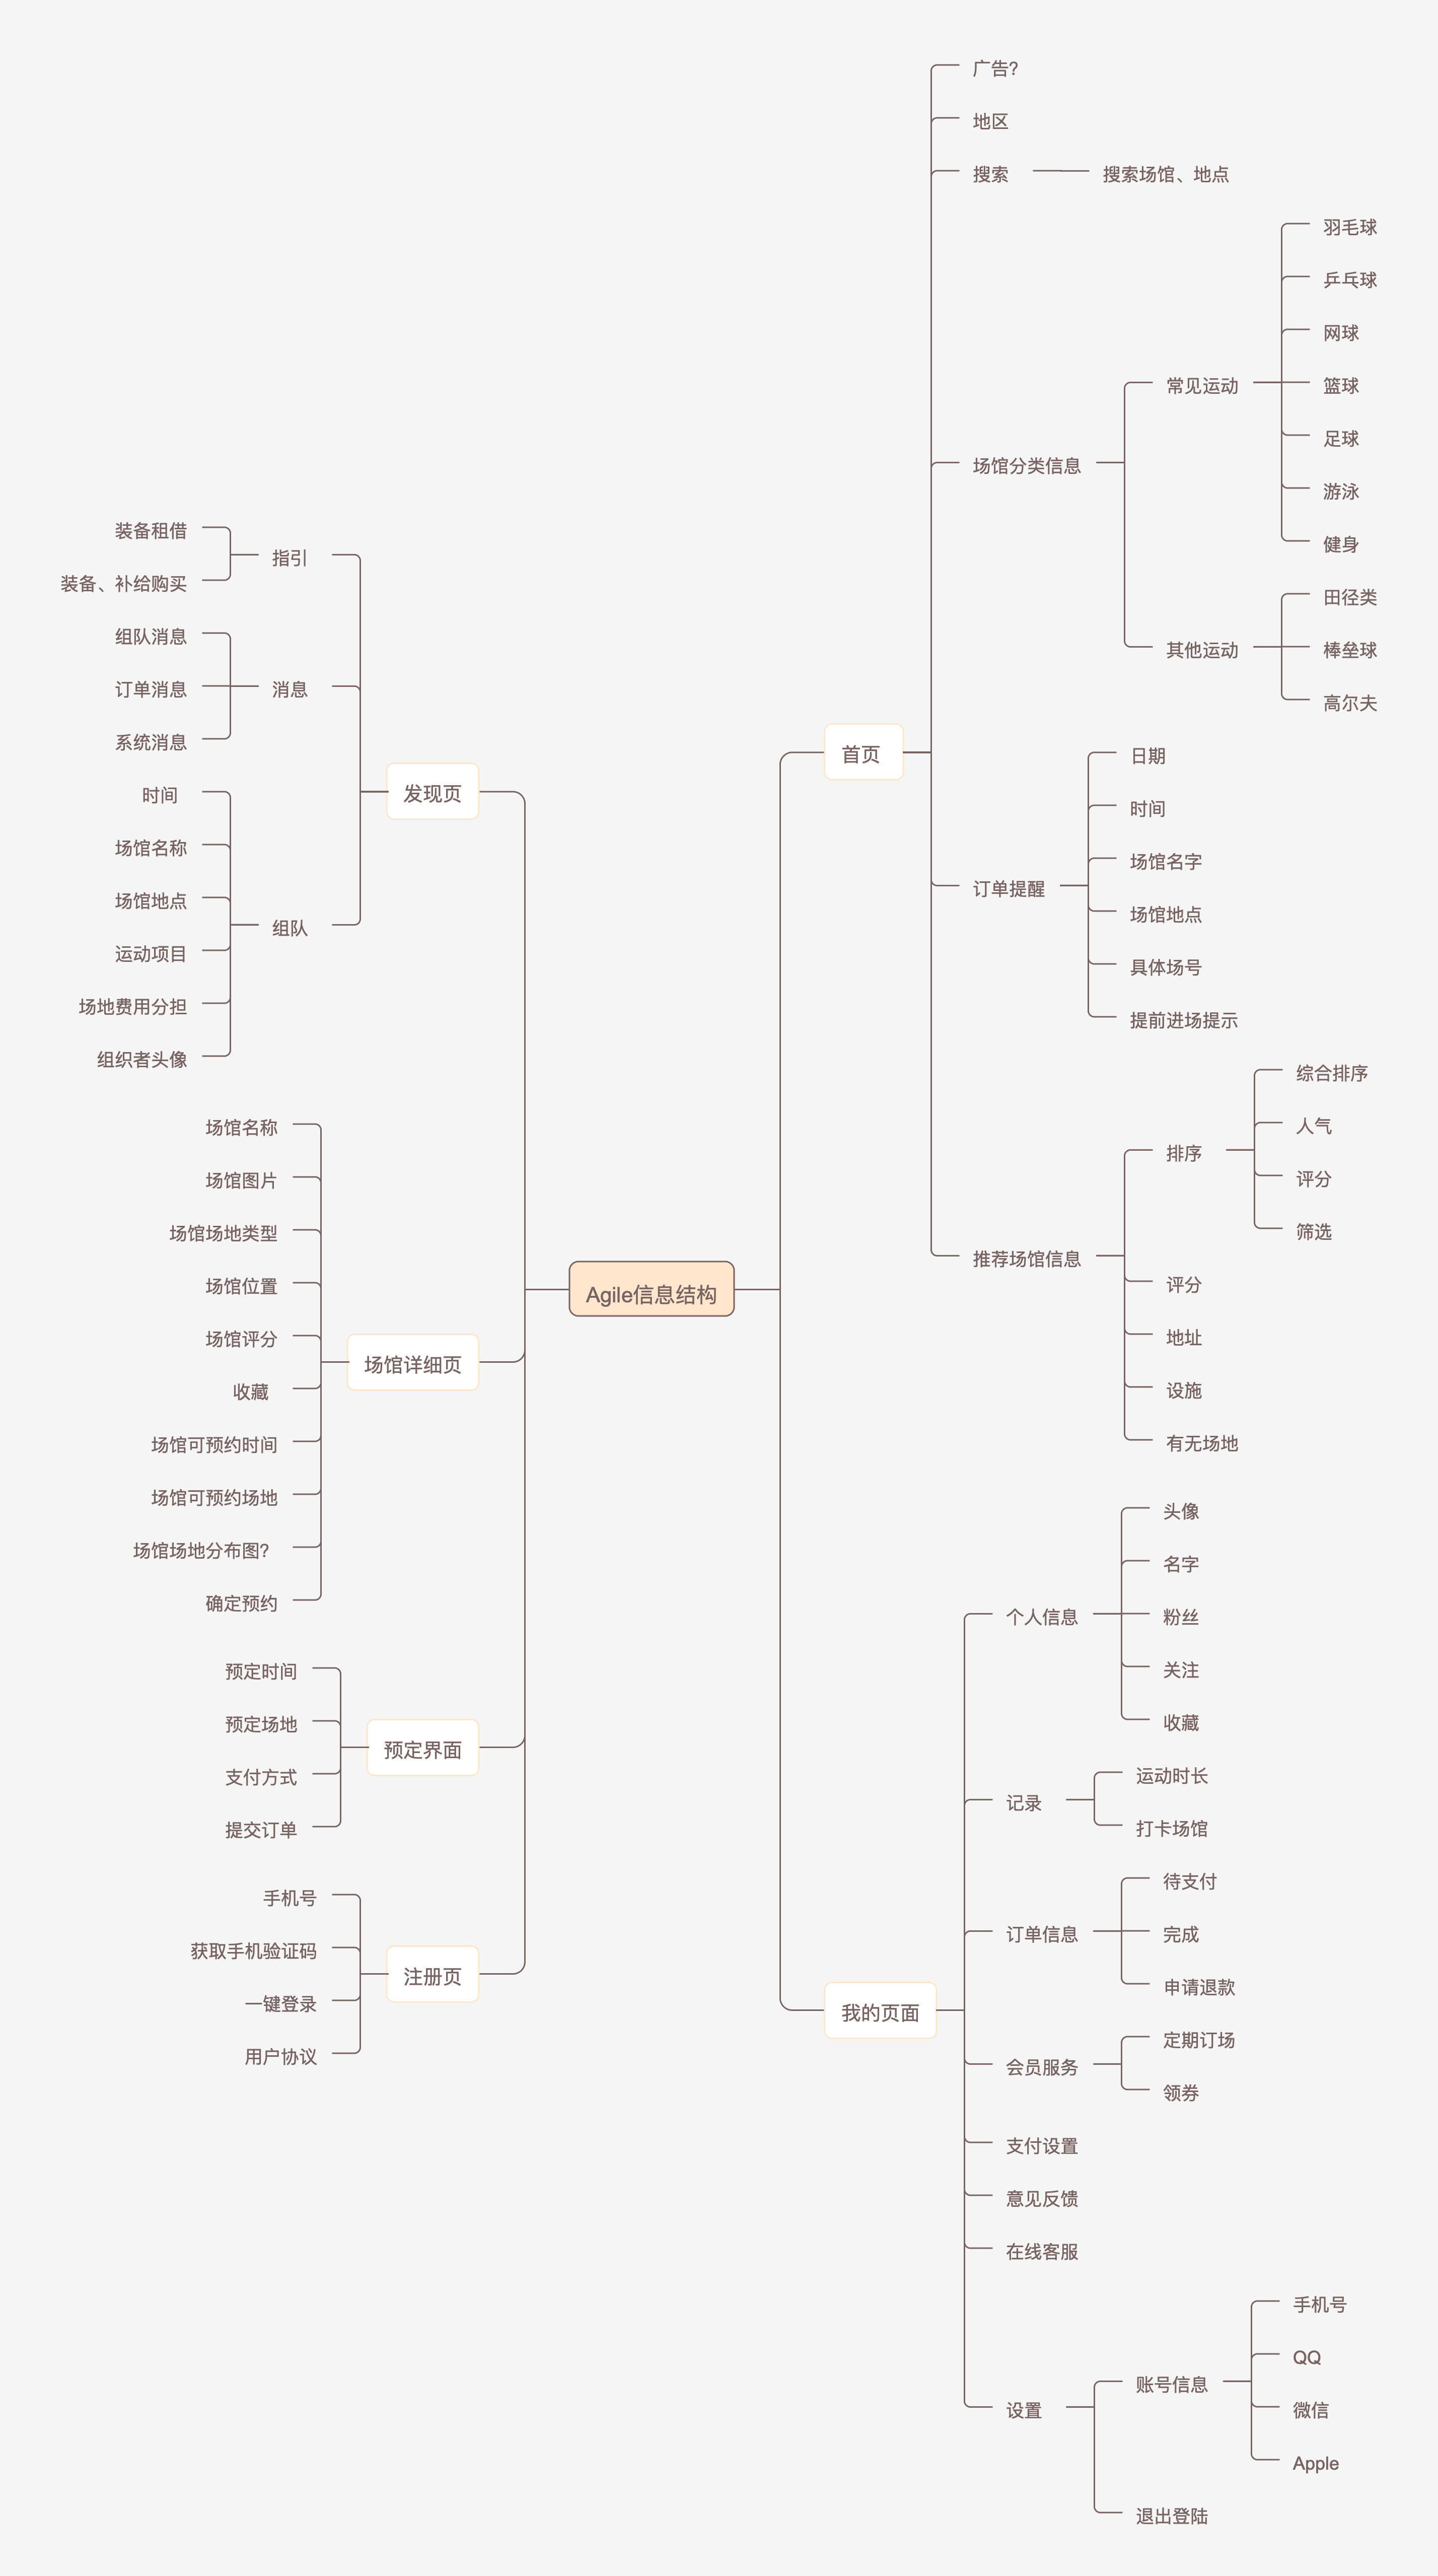 Agile信息结构
首页
广告?
地区
搜索
搜索场馆、地点
场馆分类信息
常见运动
羽毛球
乒乓球
网球
篮球
足球
游泳
健身
其他运动
田径类
棒垒球
高尔夫
订单提醒
日期
时间
场馆名字
场馆地点
具体场号
提前进场提示
推荐场馆信息
排序
综合排序
人气
评分
筛选
评分
地址
设施
有无场地
我的页面
个人信息
头像
名字
粉丝
关注
收藏
记录
运动时长
打卡场馆
订单信息
待支付
完成
申请退款
会员服务
定期订场
领券
支付设置
意见反馈
在线客服
设置
账号信息
手机号
QQ
微信
Apple
退出登陆
发现页
指引
装备租借
装备、补给购买
消息
组队消息
订单消息
系统消息
组队
时间
场馆名称
场馆地点
运动项目
场地费用分担
组织者头像
场馆详细页
场馆名称
场馆图片
场馆场地类型
场馆位置
场馆评分
收藏
场馆可预约时间
场馆可预约场地
场馆场地分布图?
确定预约
预定界面
预定时间
预定场地
支付方式
提交订单
注册页
手机号
获取手机验证码
一键登录
用户协议